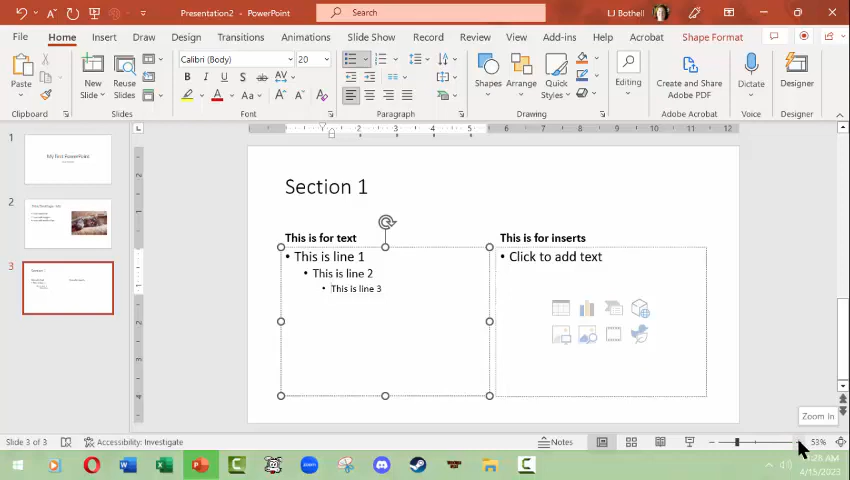 Presentation2 - PowerPoint
Search
LJ Bothell
File Home Insert Draw Design Transitions Animations Slide Show Record Review View Add-ins Help Acrobat Shape Format
Paste
New Slides
Reuse Slides
Calibri (Body) 20
Shapes
Arrange
Quick Styles
Editing
Create and Share Adobe PDF
Dictate
Designer
Clipboard
Slides
Font
Paragraph
Drawing
Adobe Acrobat
Voice
Designer
1
My First PowerPoint
2
3
Section 1
This is for text
This is for inserts
• This is line 1
• This is line 2
• This is line 3
• Click to add text
Zoom In
Slide 3 of 3
Accessibility: Investigate
Notes
53%
4/15/2023